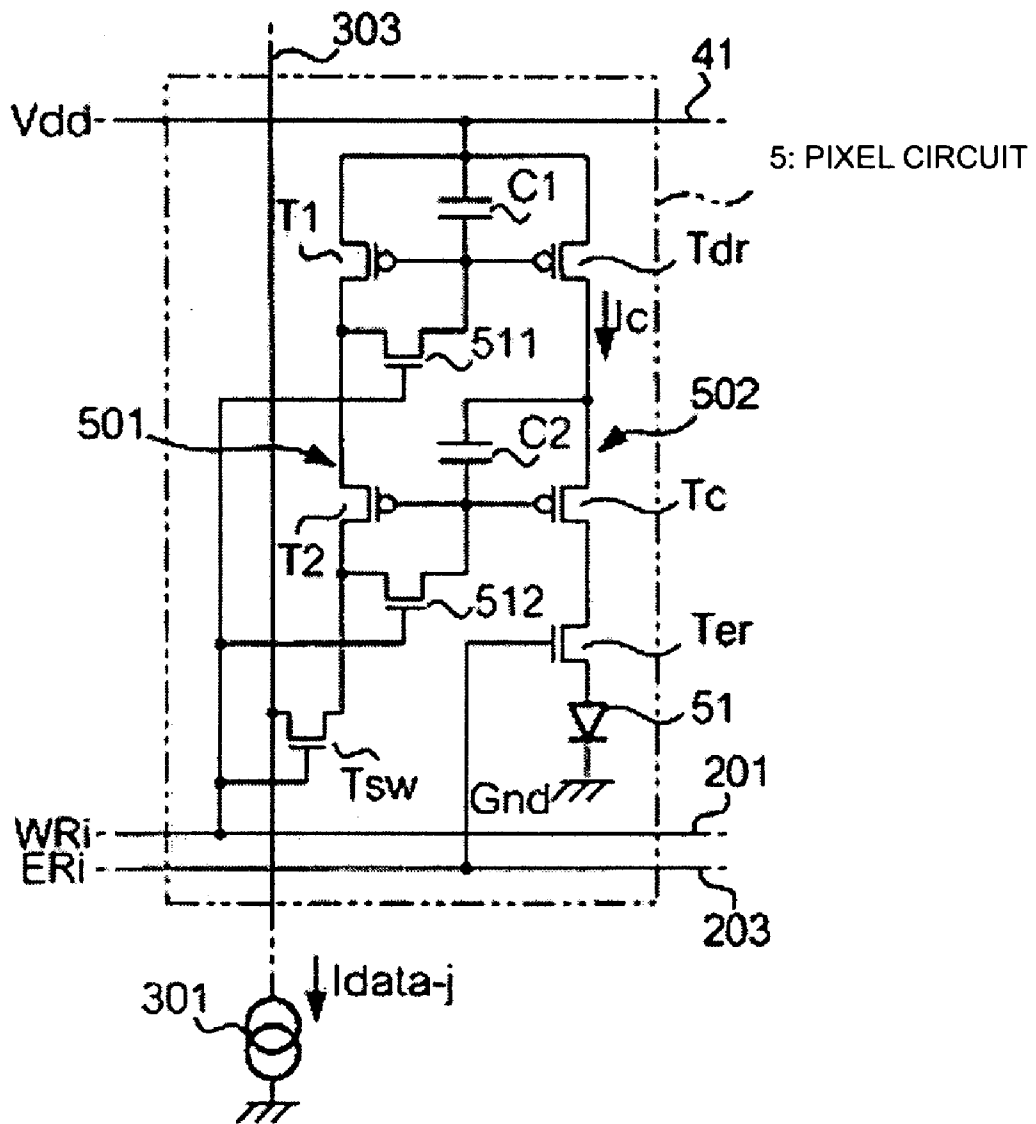 303
41
Vdd
5: PIXEL CIRCUIT
C1
T1
Tdr
Ic
511
501
502
C2
Tc
T2
512
Ter
51
Tsw
Gnd
201
WRi
ERi
203
Idata-j
301